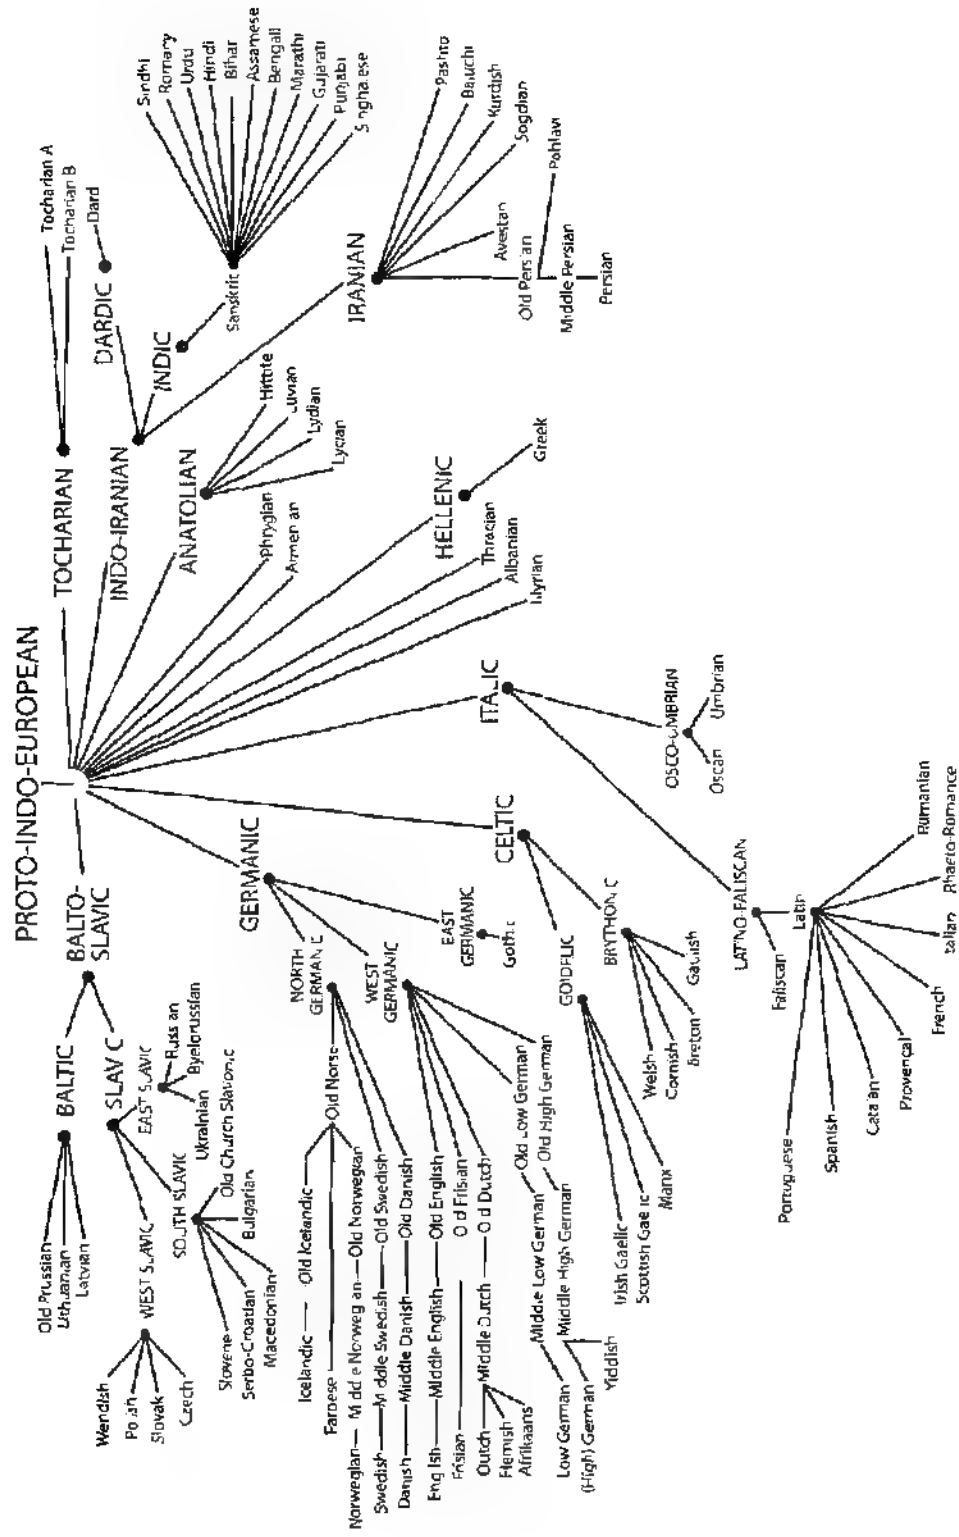 PROTO-INDO-EUROPEAN
BALTO-
SLAVIC
BALTIC
Old Prussian
Lithuanian
Latvian
SLAVIC
EAST SLAVIC
Russian
Byelorussian
Ukrainian
WEST SLAVIC
Wendish
Polish
Slovak
Czech
SOUTH SLAVIC
Old Church Slavonic
Bulgarian
Macedonian
Serbo-Croatian
Slovene
GERMANIC
NORTH
GERMANIC
Old Norse
Icelandic
Old Icelandic
Faroese
Norwegian
Middle Norwegian
Old Norwegian
Swedish
Middle Swedish
Old Swedish
Danish
Middle Danish
Old Danish
WEST
GERMANIC
English
Middle English
Old English
Frisian
Old Frisian
Dutch
Middle Dutch
Old Dutch
Flemish
Afrikaans
Low German
Middle Low German
Old Low German
(High) German
Middle High German
Old High German
Yiddish
EAST
GERMANIC
Gothic
CELTIC
GOIDELIC
Irish Gaelic
Scottish Gaelic
Manx
BRYTHONIC
Welsh
Cornish
Breton
Gaulish
ITALIC
LATINO-FALISCAN
Faliscan
Latin
Portuguese
Spanish
Catalan
Provençal
French
Italian
Rhaeto-Romance
Rumanian
OSCO-UMBRIAN
Oscan
Umbrian
Illyrian
Albanian
Thracian
HELLENIC
Greek
Armenian
Phrygian
ANATOLIAN
Hittite
Luvian
Lydian
Lycian
INDO-IRANIAN
DARDIC
Dard
INDIC
Sanskrit
Sindhi
Romany
Urdu
Hindi
Bihari
Assamese
Bengali
Marathi
Gujarati
Punjabi
Singhalese
IRANIAN
Pashto
Baluchi
Kurdish
Sogdian
Avestan
Old Persian
Pahlavi
Middle Persian
Persian
TOCHARIAN
Tocharian A
Tocharian B